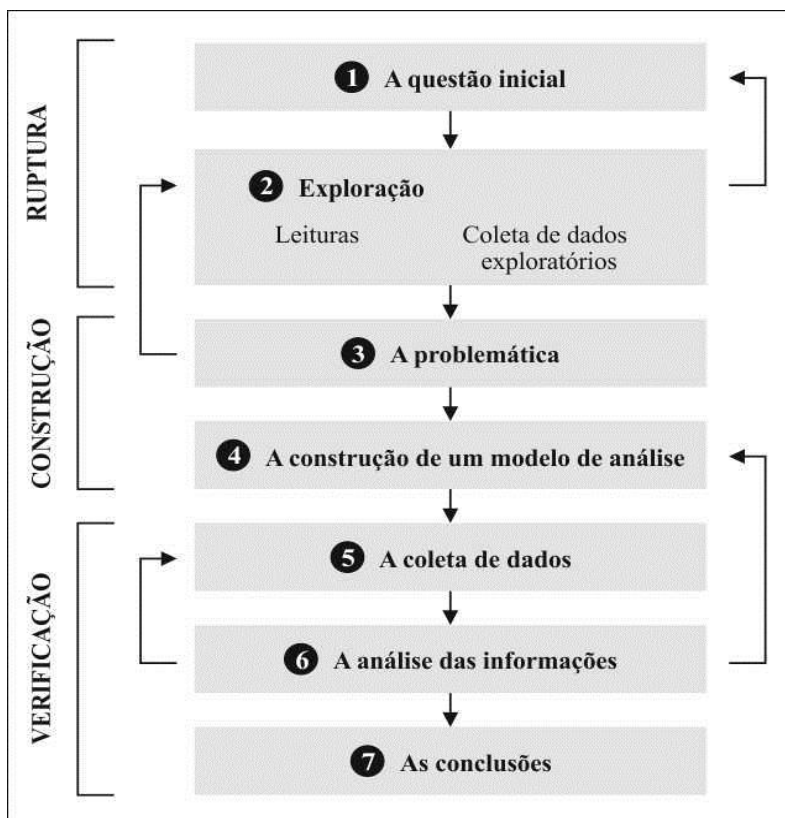 RUPTURA
1 A questão inicial
2 Exploração
Leituras
Coleta de dados
exploratórios
CONSTRUÇÃO
3 A problemática
4 A construção de um modelo de análise
VERIFICAÇÃO
5 A coleta de dados
6 A análise das informações
7 As conclusões